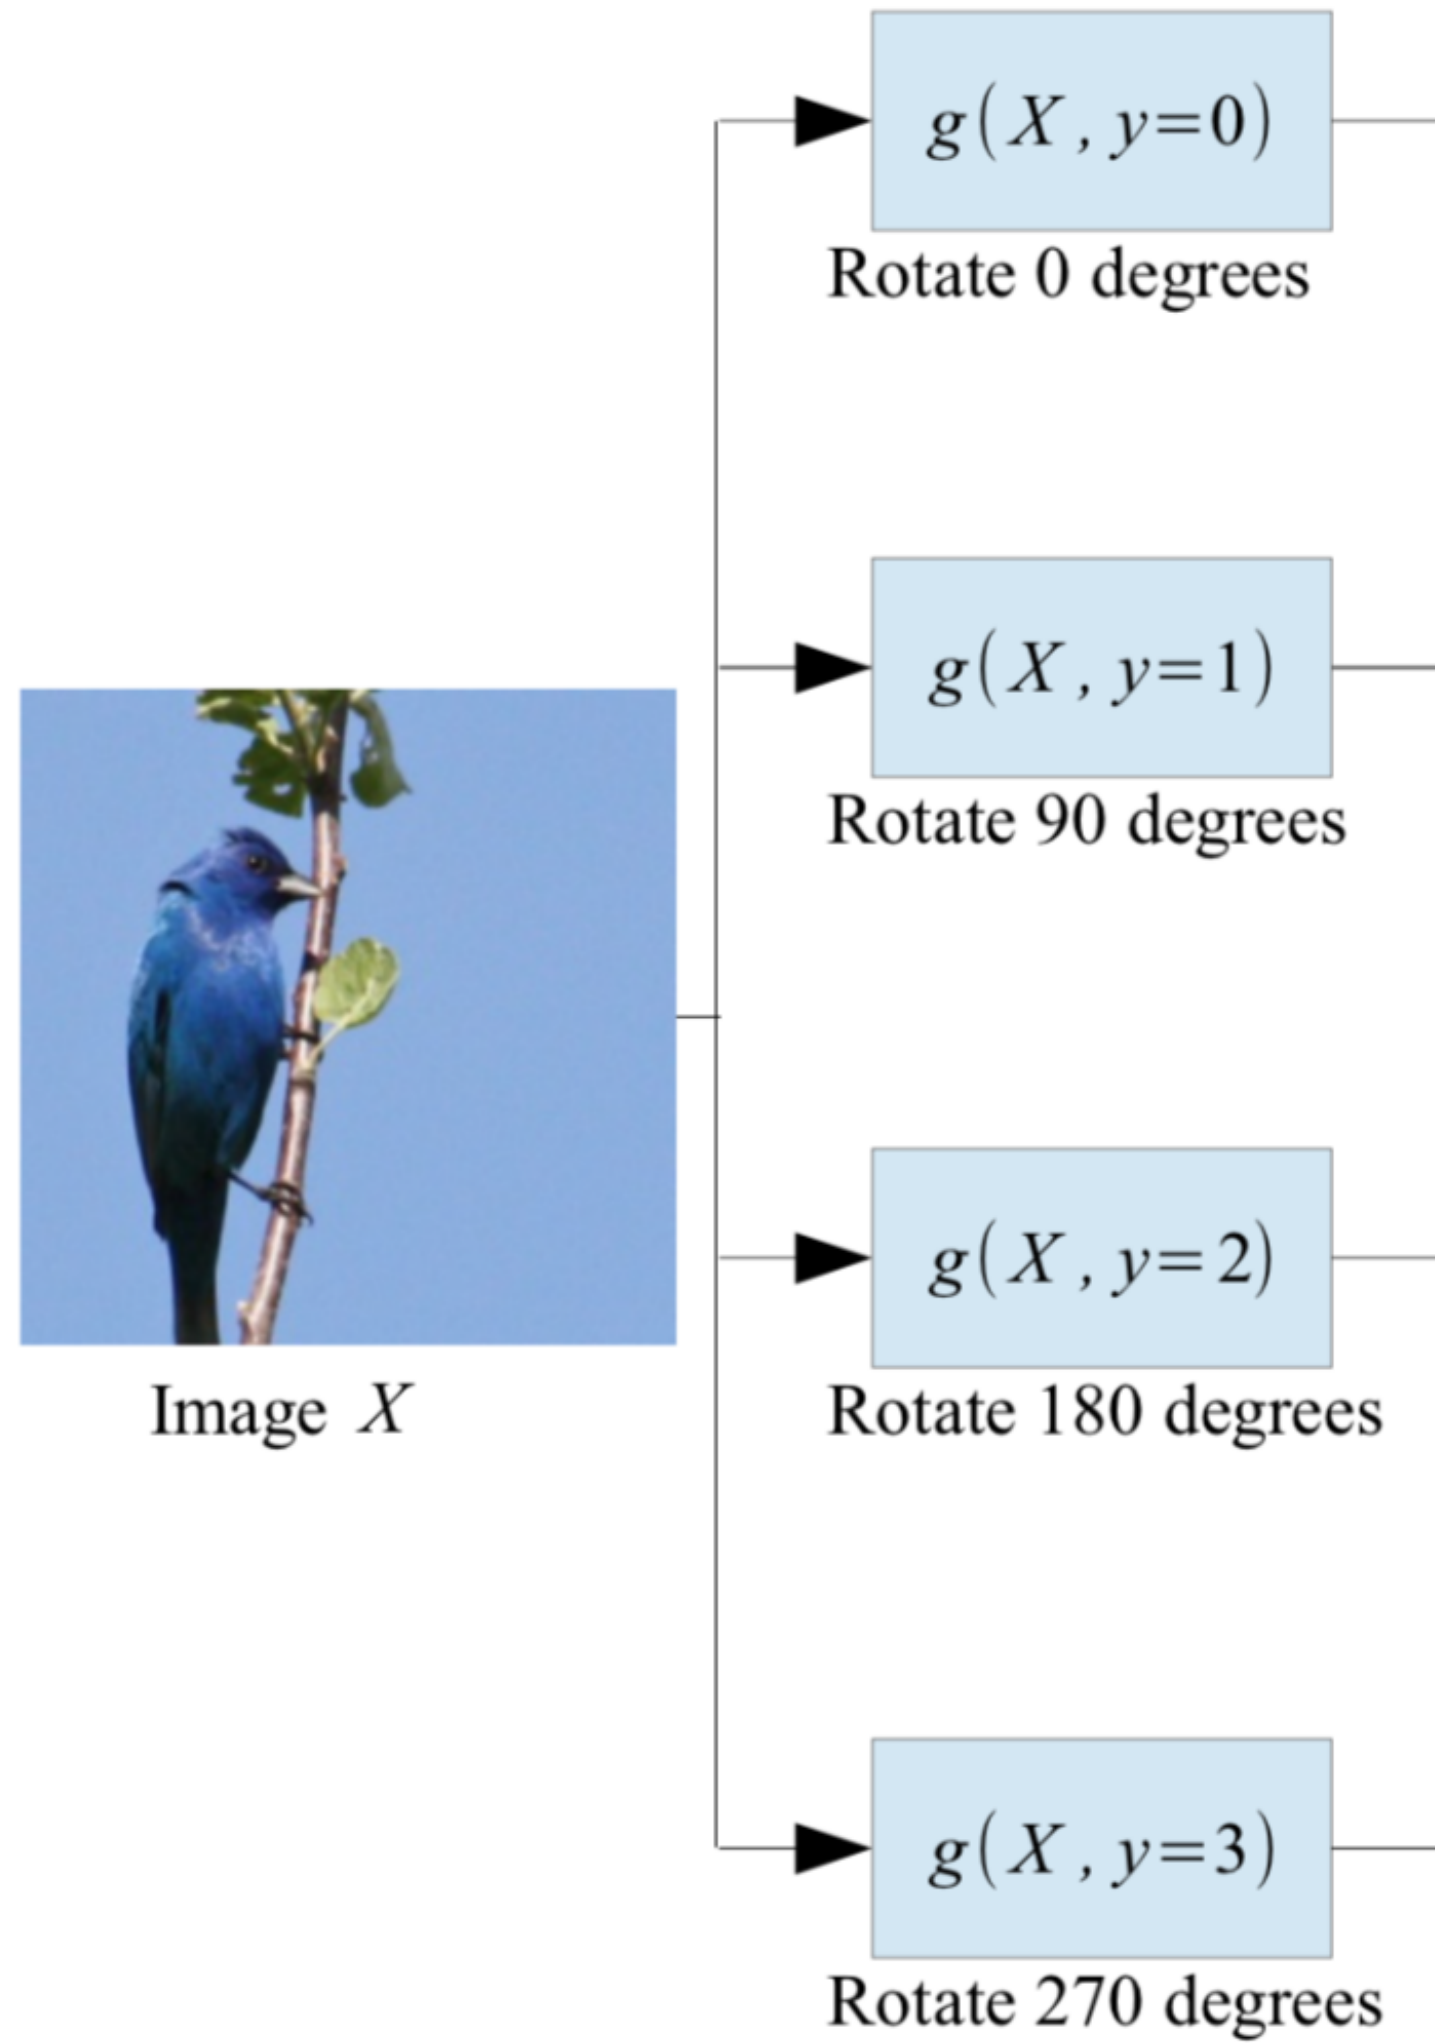 g(X , y=0)
Rotate 0 degrees
g(X , y=1)
Rotate 90 degrees
g(X , y=2)
Rotate 180 degrees
Image X
g(X , y=3)
Rotate 270 degrees